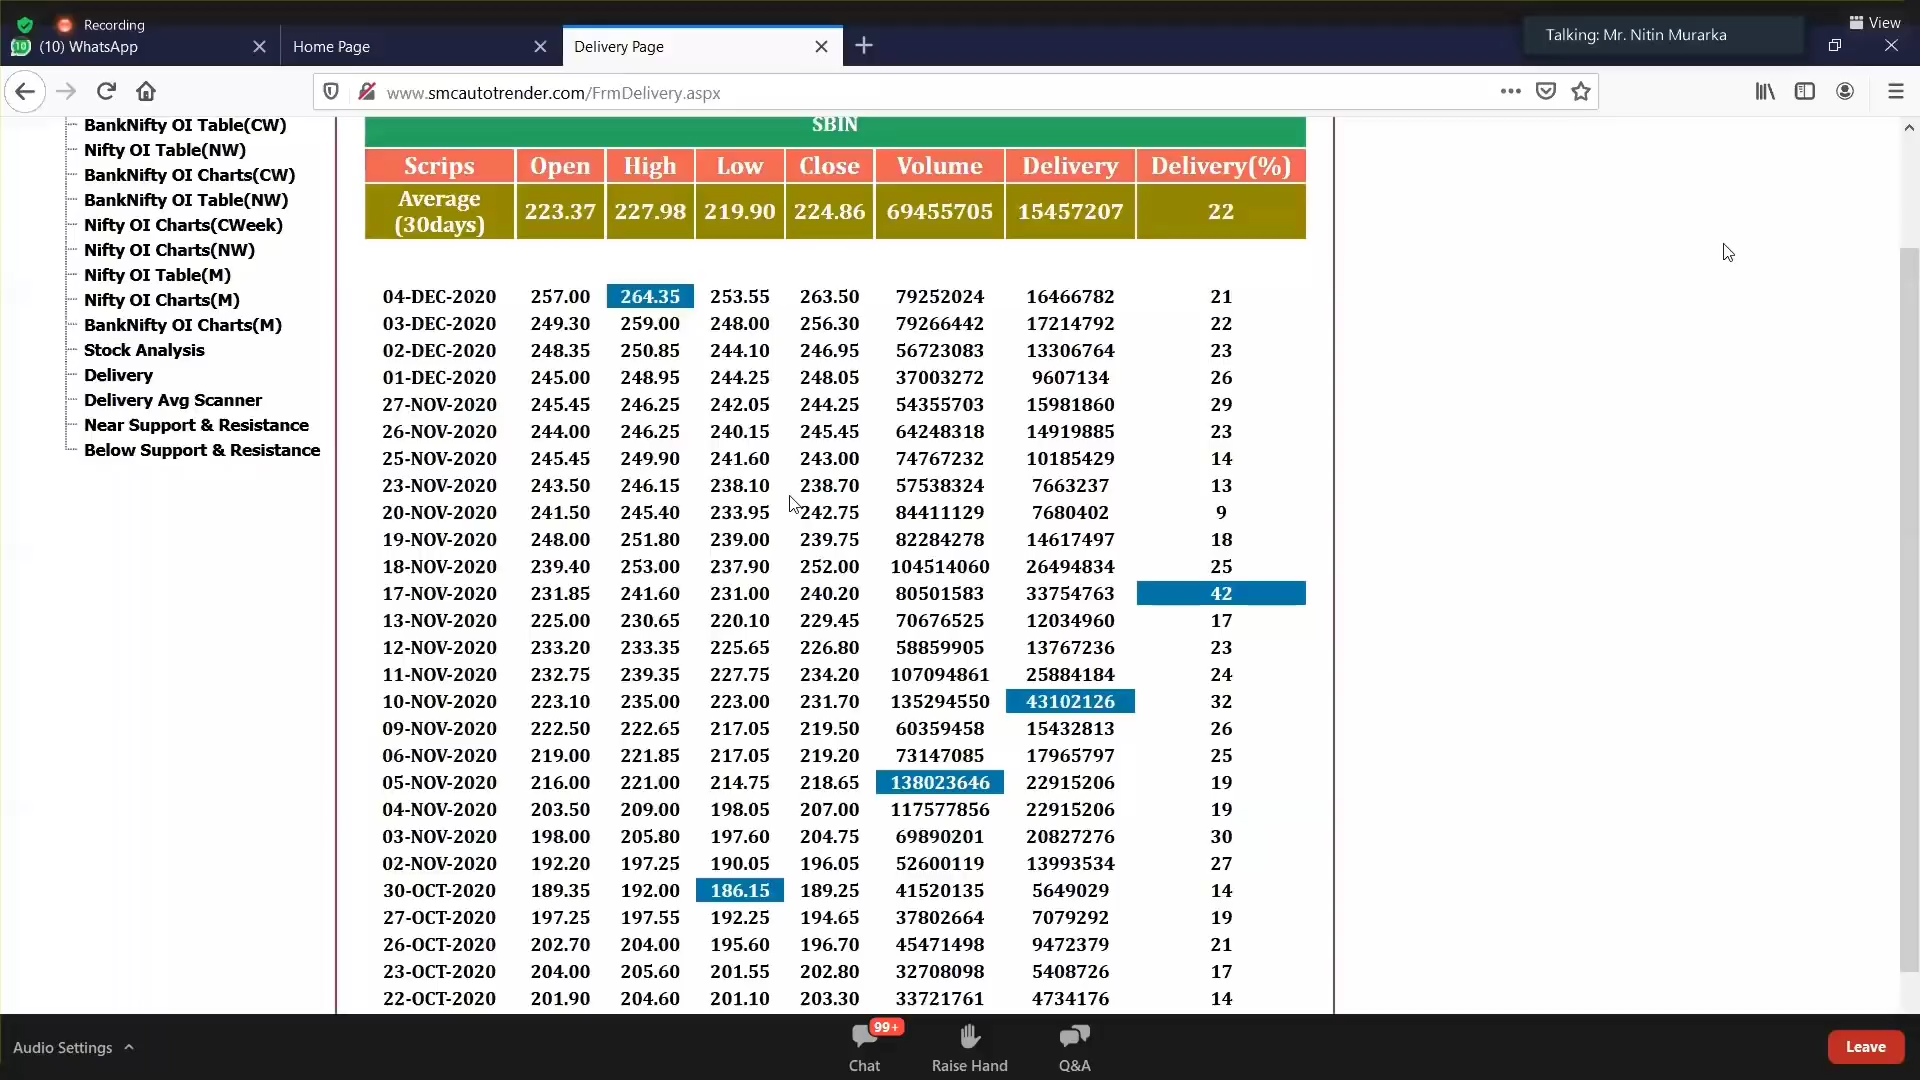 Recording
View
(10) WhatsApp
Home Page
Delivery Page
Talking: Mr. Nitin Murarka
www.smcautotrender.com/FrmDelivery.aspx
BankNifty OI Table(CW)
Nifty OI Table(NW)
BankNifty OI Charts(CW)
BankNifty OI Table(NW)
Nifty OI Charts(CWeek)
Nifty OI Charts(NW)
Nifty OI Table(M)
Nifty OI Charts(M)
BankNifty OI Charts(M)
Stock Analysis
Delivery
Delivery Avg Scanner
Near Support & Resistance
Below Support & Resistance
SBIN
Scrips Open High Low Close Volume Delivery Delivery(%)
Average (30days) 223.37 227.98 219.90 224.86 69455705 15457207 22
04-DEC-2020 257.00 264.35 253.55 263.50 79252024 16466782 21
03-DEC-2020 249.30 259.00 248.00 256.30 79266442 17214792 22
02-DEC-2020 248.35 250.85 244.10 246.95 56723083 13306764 23
01-DEC-2020 245.00 248.95 244.25 248.05 37003272 9607134 26
27-NOV-2020 245.45 246.25 242.05 244.25 54355703 15981860 29
26-NOV-2020 244.00 246.25 240.15 245.45 64248318 14919885 23
25-NOV-2020 245.45 249.90 241.60 243.00 74767232 10185429 14
23-NOV-2020 243.50 246.15 238.10 238.70 57538324 7663237 13
20-NOV-2020 241.50 245.40 233.95 242.75 84411129 7680402 9
19-NOV-2020 248.00 251.80 239.00 239.75 82284278 14617497 18
18-NOV-2020 239.40 253.00 237.90 252.00 104514060 26494834 25
17-NOV-2020 231.85 241.60 231.00 240.20 80501583 33754763 42
13-NOV-2020 225.00 230.65 220.10 229.45 70676525 12034960 17
12-NOV-2020 233.20 233.35 225.65 226.80 58859905 13767236 23
11-NOV-2020 232.75 239.35 227.75 234.20 107094861 25884184 24
10-NOV-2020 223.10 235.00 223.00 231.70 135294550 43102126 32
09-NOV-2020 222.50 222.65 217.05 219.50 60359458 15432813 26
06-NOV-2020 219.00 221.85 217.05 219.20 73147085 17965797 25
05-NOV-2020 216.00 221.00 214.75 218.65 138023646 22915206 19
04-NOV-2020 203.50 209.00 198.05 207.00 117577856 22915206 19
03-NOV-2020 198.00 205.80 197.60 204.75 69890201 20827276 30
02-NOV-2020 192.20 197.25 190.05 196.05 52600119 13993534 27
30-OCT-2020 189.35 192.00 186.15 189.25 41520135 5649029 14
27-OCT-2020 197.25 197.55 192.25 194.65 37802664 7079292 19
26-OCT-2020 202.70 204.00 195.60 196.70 45471498 9472379 21
23-OCT-2020 204.00 205.60 201.55 202.80 32708098 5408726 17
22-OCT-2020 201.90 204.60 201.10 203.30 33721761 4734176 14
Audio Settings
99+
Chat
Raise Hand
Q&A
Leave